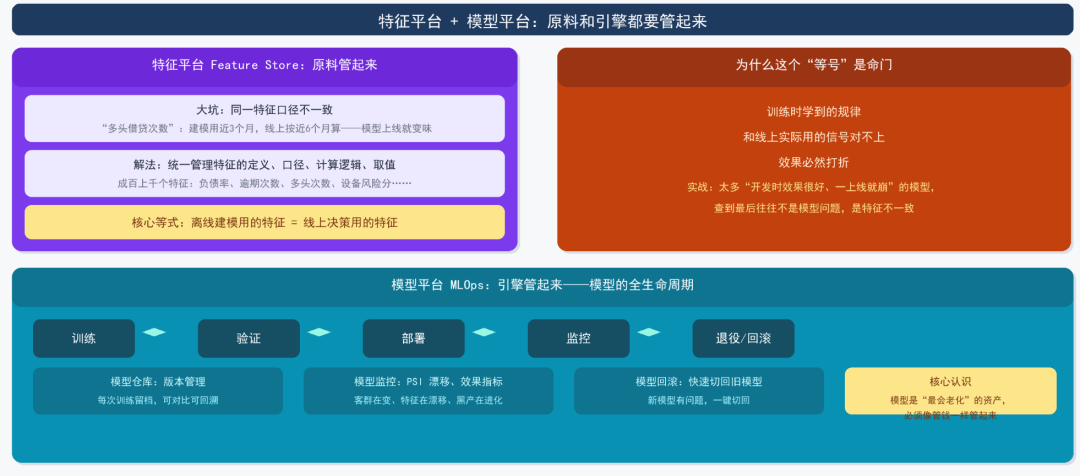 特征平台 + 模型平台：原料和引擎都要管起来
特征平台 Feature Store：原料管起来
大坑：同一特征口径不一致
“多头借贷次数”：建模用近3个月，线上按近6个月算——模型上线就变味
解法：统一管理特征的定义、口径、计算逻辑、取值
成百上千个特征：负债率、逾期次数、多头次数、设备风险分……
核心等式：离线建模用的特征 = 线上决策用的特征
为什么这个“等号”是命门
训练时学到的规律
和线上实际用的信号对不上
效果必然打折
实战：太多“开发时效果很好、一上线就崩”的模型，
查到最后往往不是模型问题，是特征不一致
模型平台 MLOps：引擎管起来——模型的全生命周期
训练
验证
部署
监控
退役/回滚
模型仓库：版本管理
每次训练留档，可对比可回溯
模型监控：PSI 漂移、效果指标
客群在变、特征在漂移、黑产在进化
模型回滚：快速切回旧模型
新模型有问题，一键切回
核心认识
模型是“最会老化”的资产，
必须像管钱一样管起来